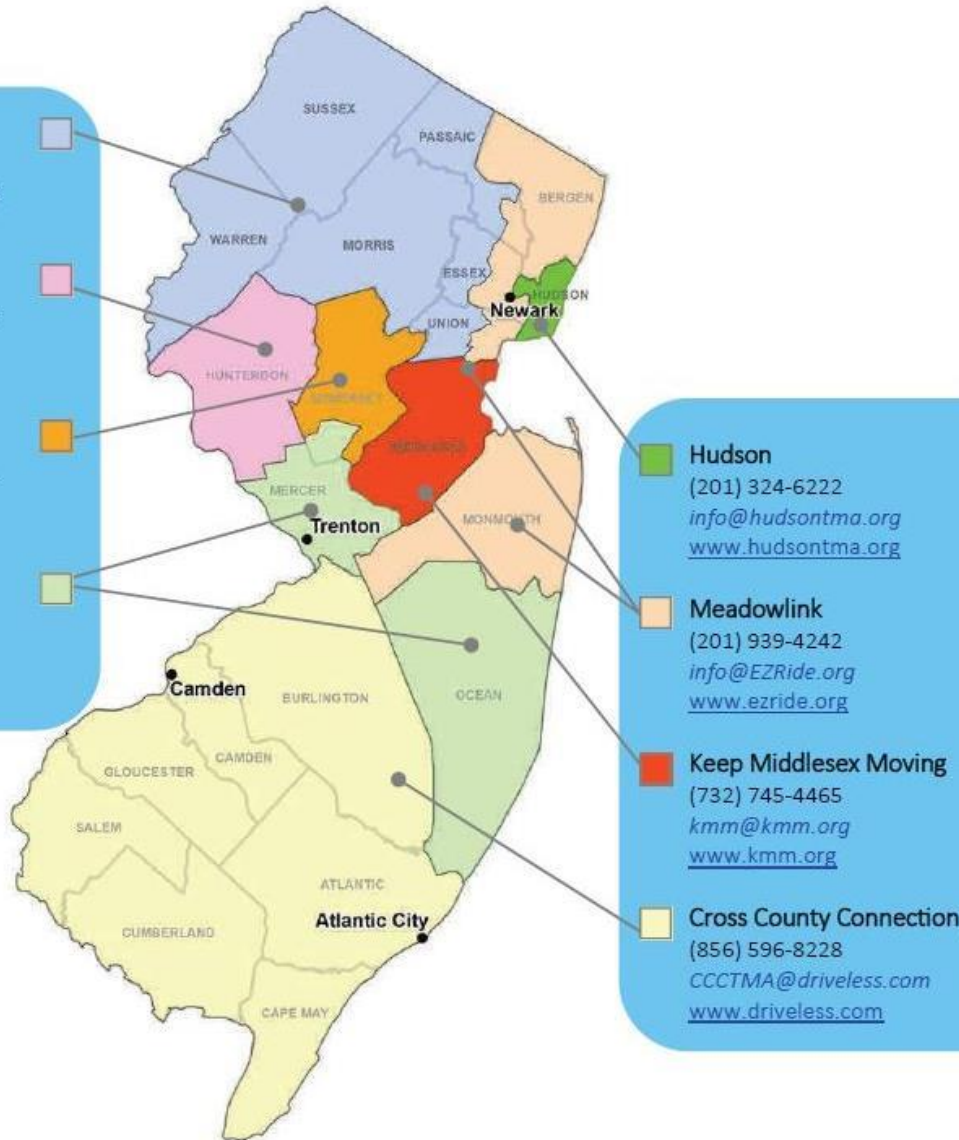 SUSSEX
PASSAIC
BERGEN
WARREN
MORRIS
ESSEX
HUDSON
Newark
UNION
HUNTERDON
SOMERSET
MIDDLESEX
MERCER
Trenton
MONMOUTH
OCEAN
Camden
BURLINGTON
CAMDEN
GLOUCESTER
SALEM
ATLANTIC
Atlantic City
CUMBERLAND
CAPE MAY
Hudson
(201) 324-6222
info@hudsontma.org
www.hudsontma.org
Meadowlink
(201) 939-4242
info@EZRide.org
www.ezride.org
Keep Middlesex Moving
(732) 745-4465
kmm@kmm.org
www.kmm.org
Cross County Connection
(856) 596-8228
CCCTMA@driveless.com
www.driveless.com